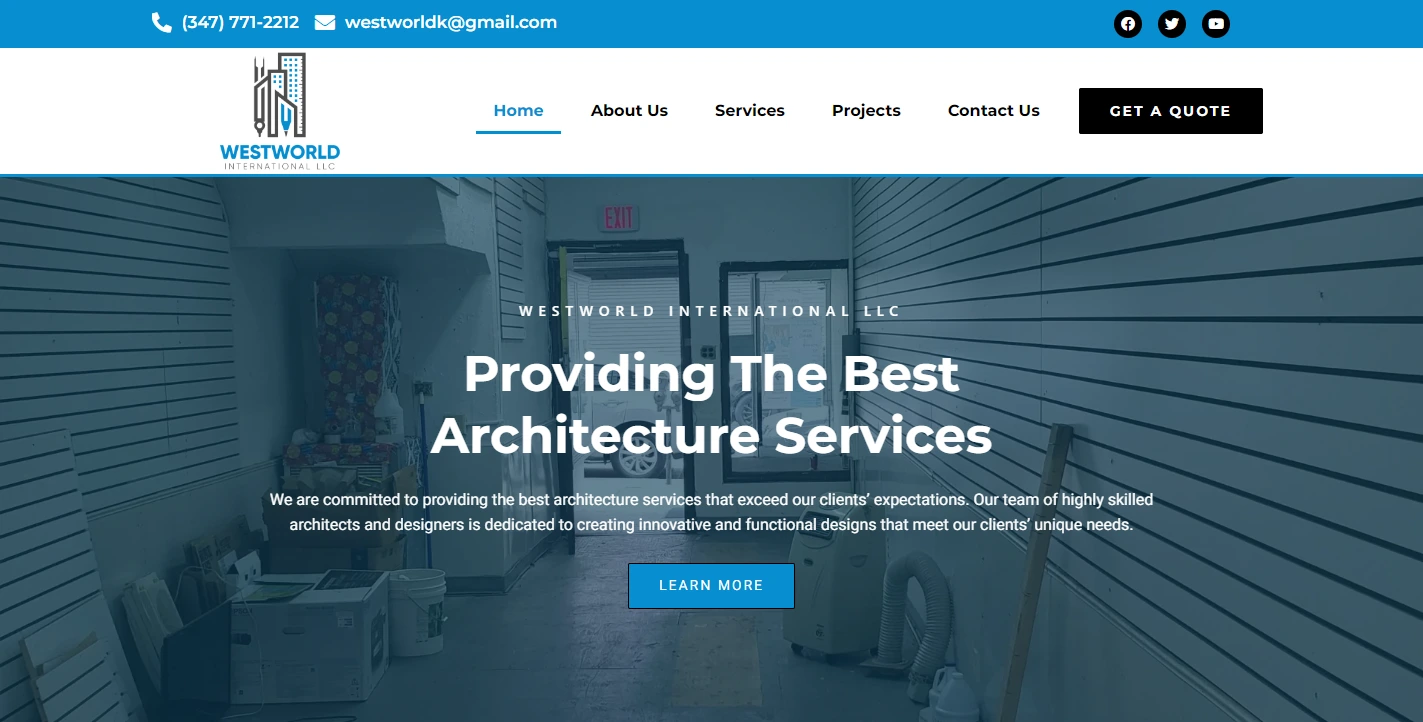 (347) 771-2212 westworldk@gmail.com
WESTWORLD
INTERNATIONAL LLC
Home About Us Services Projects Contact Us GET A QUOTE
EXIT
WESTWORLD INTERNATIONAL LLC
Providing The Best
Architecture Services
We are committed to providing the best architecture services that exceed our clients’ expectations. Our team of highly skilled
architects and designers is dedicated to creating innovative and functional designs that meet our clients’ unique needs.
LEARN MORE